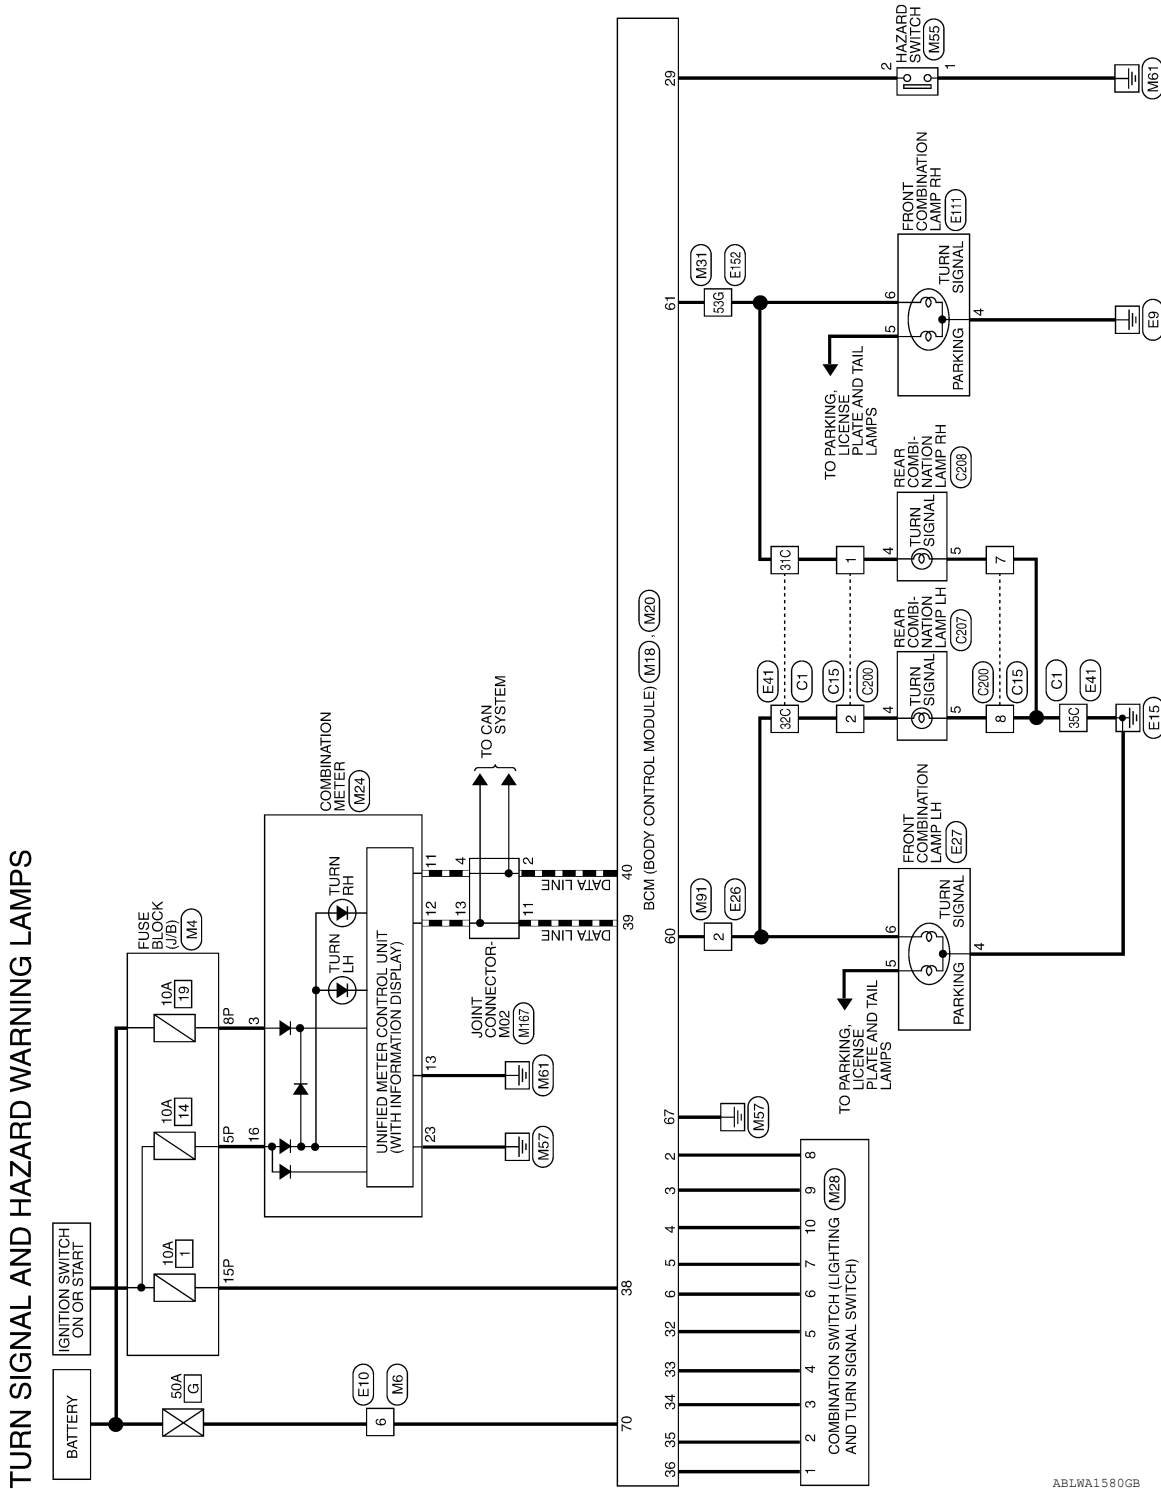 TURN SIGNAL AND HAZARD WARNING LAMPS
BATTERY
IGNITION SWITCH
ON OR START
50A
G
10A
1
10A
14
10A
19
FUSE
BLOCK
(J/B)
M4
15P
5P
8P
16
3
COMBINATION
METER
M24
TURN
LH
TURN
RH
UNIFIED METER CONTROL UNIT
(WITH INFORMATION DISPLAY)
23
13
12
11
M57
M61
13
4
11
2
JOINT
CONNECTOR-
M02
M167
TO CAN
SYSTEM
DATA LINE
DATA LINE
6
E10
M6
70
38
39
40
BCM (BODY CONTROL MODULE)
M18
,
M20
36
35
34
33
32
6
5
4
3
2
67
60
61
29
1
2
3
4
5
6
7
10
9
8
COMBINATION SWITCH (LIGHTING
AND TURN SIGNAL SWITCH)
M28
M57
2
M91
E26
53G
M31
E152
TO PARKING,
LICENSE
PLATE AND TAIL
LAMPS
5
6
PARKING
TURN
SIGNAL
4
FRONT
COMBINATION
LAMP LH
E27
32C
E41
C1
2
C15
C200
4
TURN
SIGNAL
5
REAR
COMBI-
NATION
LAMP LH
C207
8
C200
C15
35C
C1
E41
E15
31C
1
4
TURN
SIGNAL
5
REAR
COMBI-
NATION
LAMP RH
C208
7
TO PARKING,
LICENSE
PLATE AND TAIL
LAMPS
5
6
PARKING
TURN
SIGNAL
4
FRONT
COMBINATION
LAMP RH
E111
E9
2
1
HAZARD
SWITCH
M55
M61
ABLWA1580GB